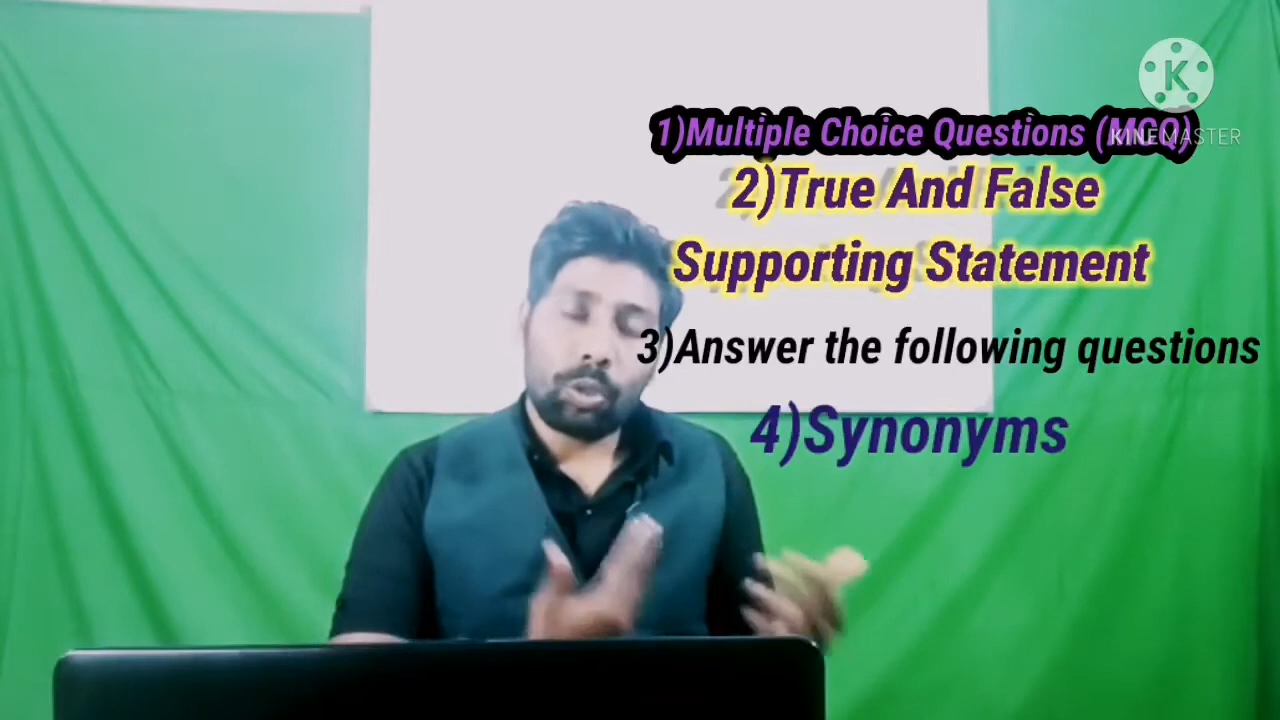 K
1)Multiple Choice Questions (MCQ)
KINEMASTER
2)True And False
Supporting Statement
3)Answer the following questions
4)Synonyms